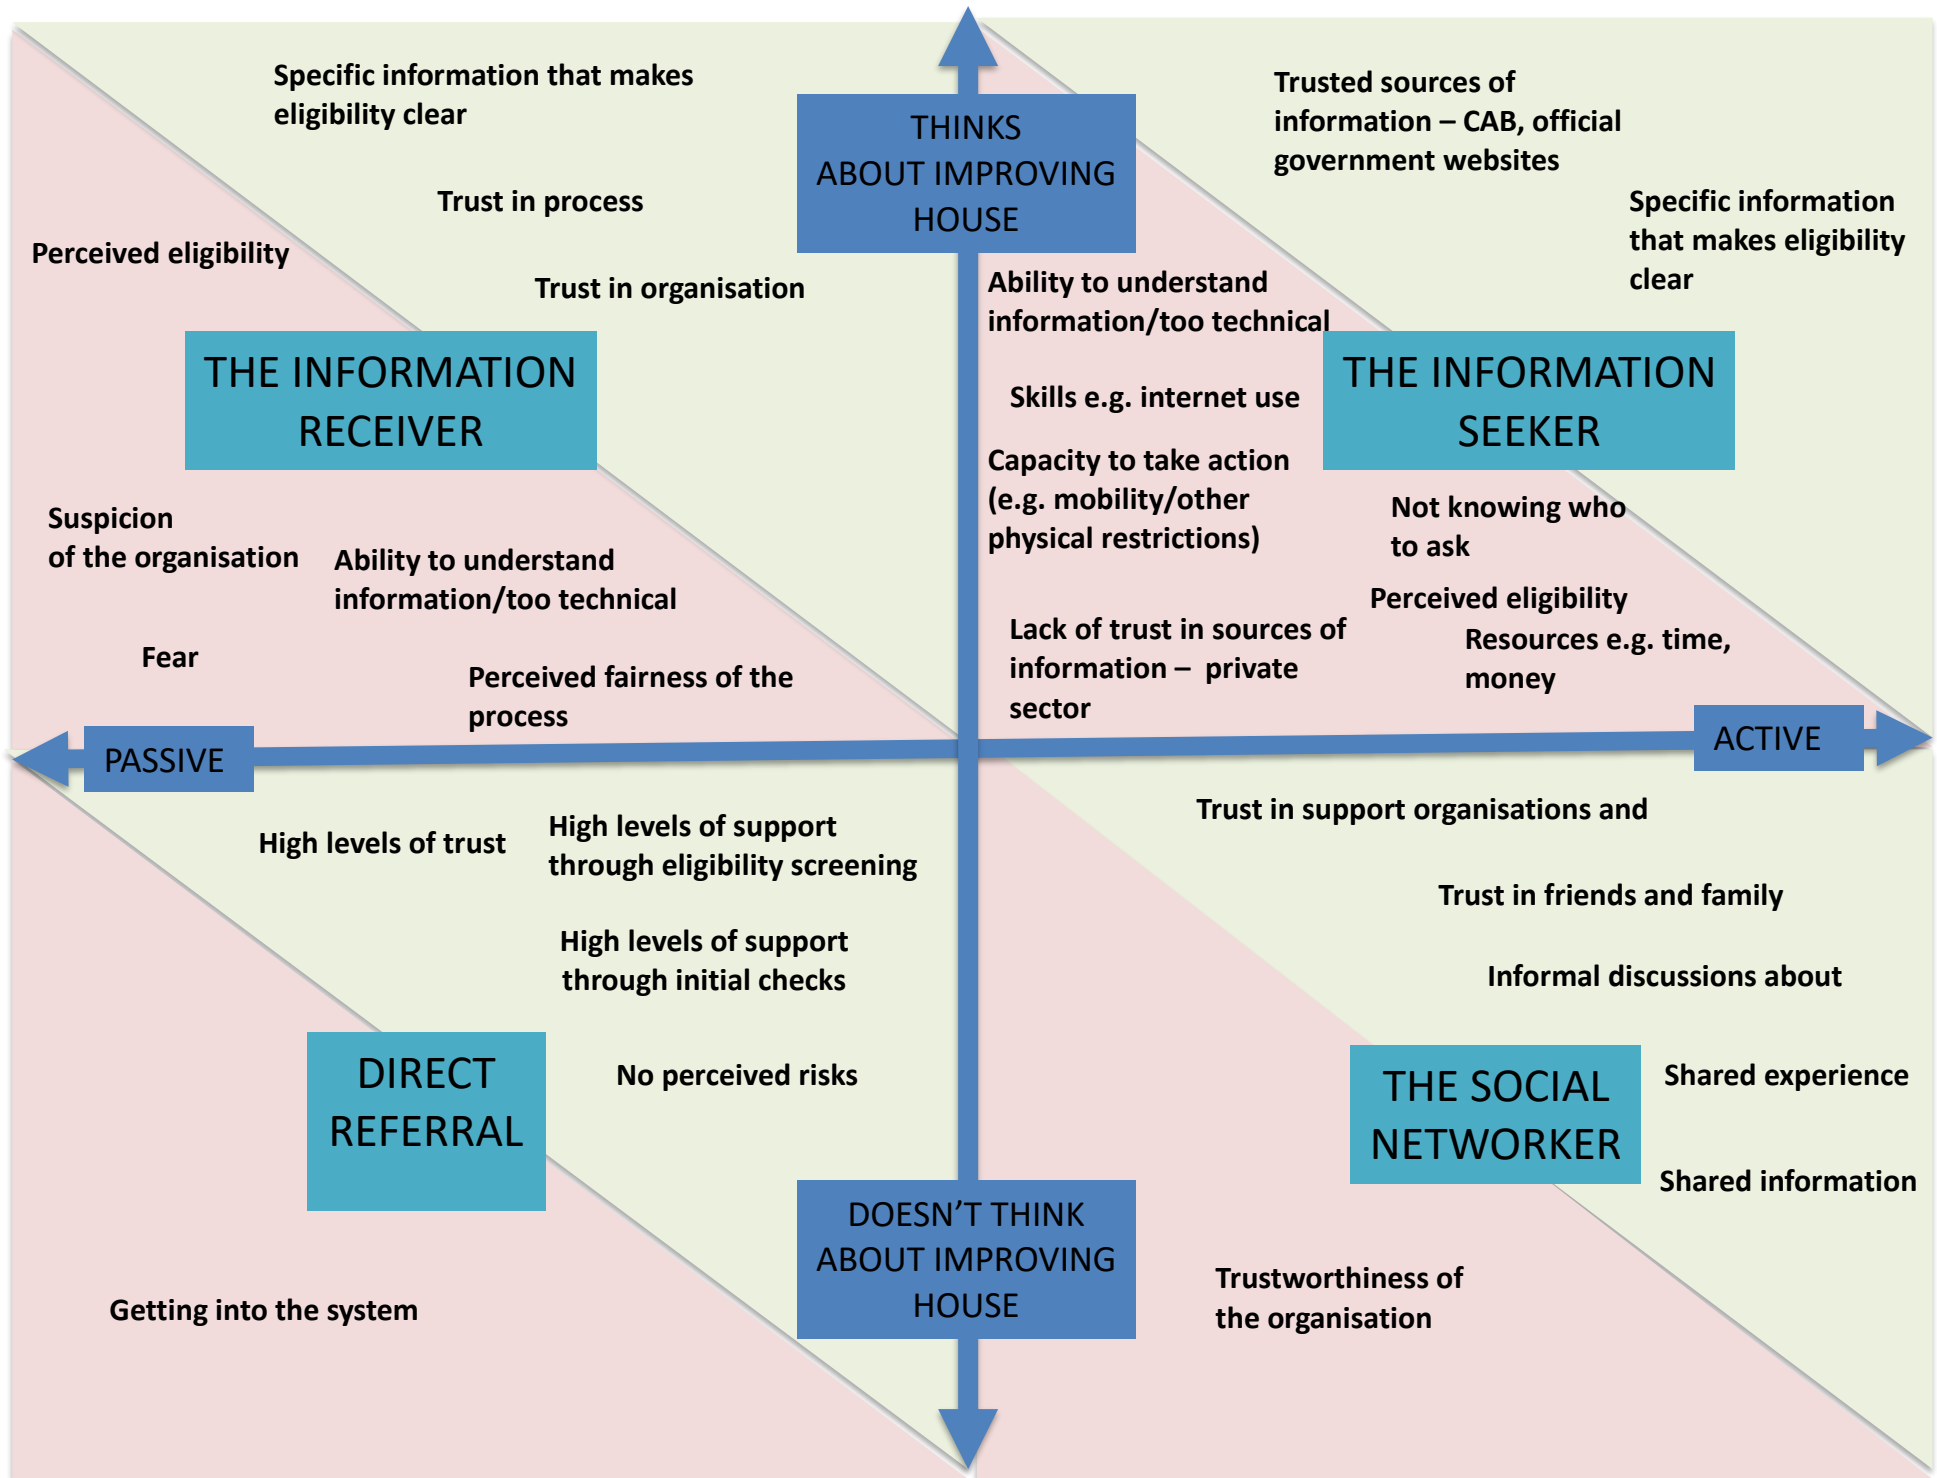 Specific information that makes
eligibility clear
Trust in process
Trust in organisation
Perceived eligibility
THE INFORMATION
RECEIVER
Suspicion
of the organisation
Ability to understand
information/too technical
Fear
Perceived fairness of the
process
THINKS
ABOUT IMPROVING
HOUSE
Trusted sources of
information – CAB, official
government websites
Specific information
that makes eligibility
clear
Ability to understand
information/too technical
Skills e.g. internet use
THE INFORMATION
SEEKER
Capacity to take action
(e.g. mobility/other
physical restrictions)
Not knowing who
to ask
Perceived eligibility
Lack of trust in sources of
information – private
sector
Resources e.g. time,
money
PASSIVE
ACTIVE
High levels of trust
High levels of support
through eligibility screening
High levels of support
through initial checks
DIRECT
REFERRAL
No perceived risks
Getting into the system
DOESN'T THINK
ABOUT IMPROVING
HOUSE
Trust in support organisations and
Trust in friends and family
Informal discussions about
THE SOCIAL
NETWORKER
Shared experience
Shared information
Trustworthiness of
the organisation